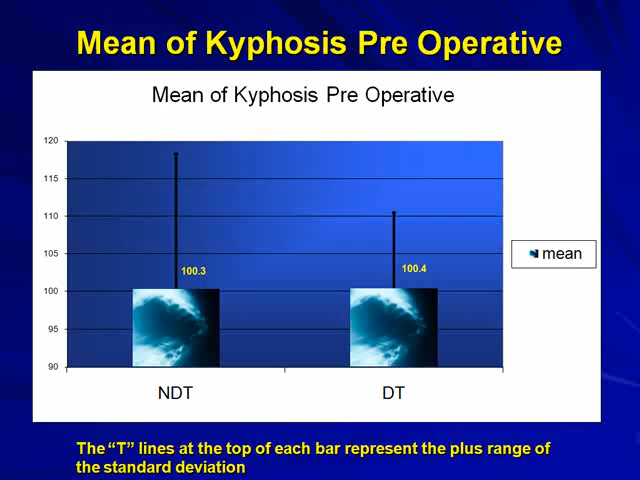 Mean of Kyphosis Pre Operative
Mean of Kyphosis Pre Operative
120
115
110
105
100
95
90
100.3
100.4
mean
NDT
DT
The “T” lines at the top of each bar represent the plus range of
the standard deviation